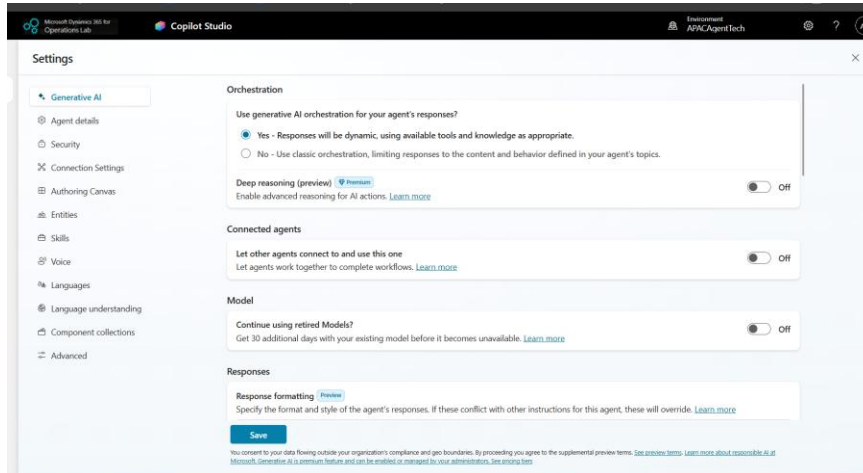 Microsoft Dynamics 365 for
Operations Lab
Copilot Studio
Environment
APACAgentTech
?
Settings
Generative AI
Agent details
Security
Connection Settings
Authoring Canvas
Entities
Skills
Voice
Languages
Language understanding
Component collections
Advanced
Orchestration
Use generative AI orchestration for your agent's responses?
Yes - Responses will be dynamic, using available tools and knowledge as appropriate.
No - Use classic orchestration, limiting responses to the content and behavior defined in your agent's topics.
Deep reasoning (preview) Premium
Enable advanced reasoning for AI actions. Learn more
Off
Connected agents
Let other agents connect to and use this one
Let agents work together to complete workflows. Learn more
Off
Model
Continue using retired Models?
Get 30 additional days with your existing model before it becomes unavailable. Learn more
Off
Responses
Response formatting Preview
Specify the format and style of the agent's responses. If these conflict with other instructions for this agent, these will override. Learn more
Save
You consent to your data flowing outside your organization's compliance and geo boundaries. By proceeding you agree to the supplemental preview terms. See preview terms. Learn more about responsible AI at
Microsoft. Generative AI is premium feature and can be enabled or managed by your administrators. See pricing tiers